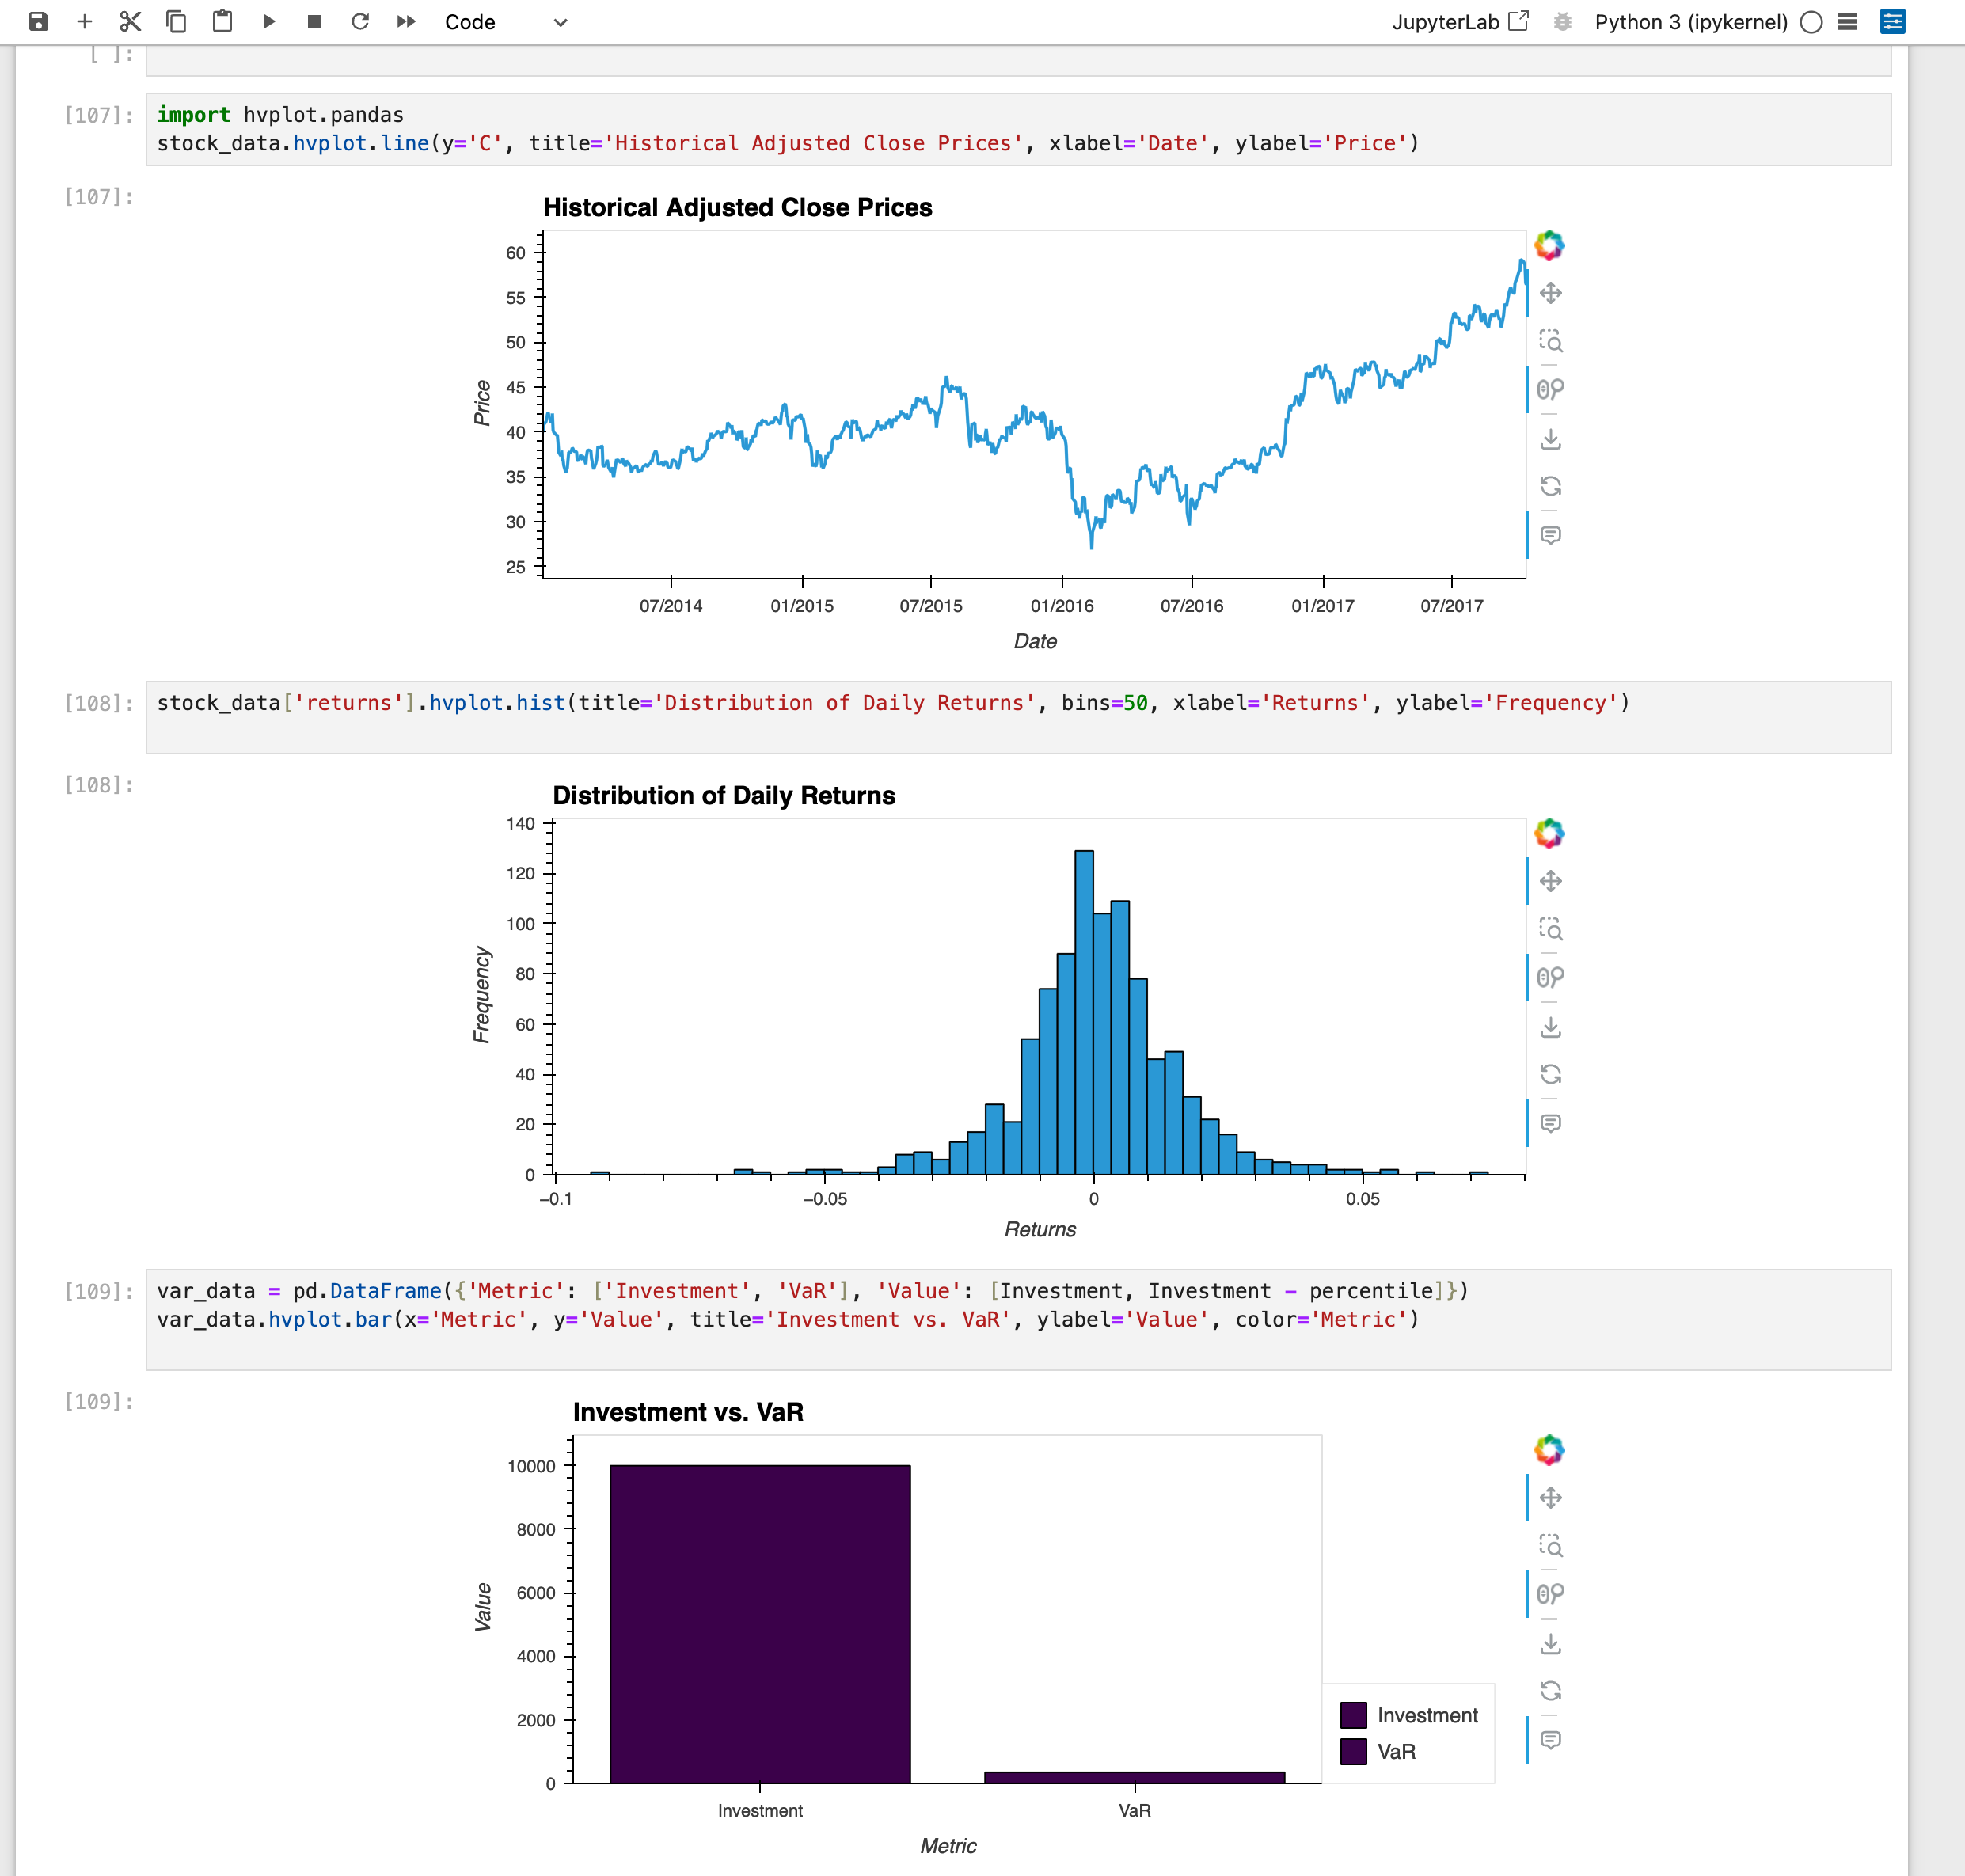 Code
JupyterLab
Python 3 (ipykernel)
[ ]:
[107]:
import hvplot.pandas
stock_data.hvplot.line(y='C', title='Historical Adjusted Close Prices', xlabel='Date', ylabel='Price')
[107]:
Historical Adjusted Close Prices
Price
60
55
50
45
40
35
30
25
07/2014 01/2015 07/2015 01/2016 07/2016 01/2017 07/2017
Date
[108]:
stock_data['returns'].hvplot.hist(title='Distribution of Daily Returns', bins=50, xlabel='Returns', ylabel='Frequency')
[108]:
Distribution of Daily Returns
Frequency
140
120
100
80
60
40
20
0
−0.1 −0.05 0 0.05
Returns
[109]:
var_data = pd.DataFrame({'Metric': ['Investment', 'VaR'], 'Value': [Investment, Investment - percentile]})
var_data.hvplot.bar(x='Metric', y='Value', title='Investment vs. VaR', ylabel='Value', color='Metric')
[109]:
Investment vs. VaR
Value
10000
8000
6000
4000
2000
0
Investment VaR
Metric
Investment
VaR